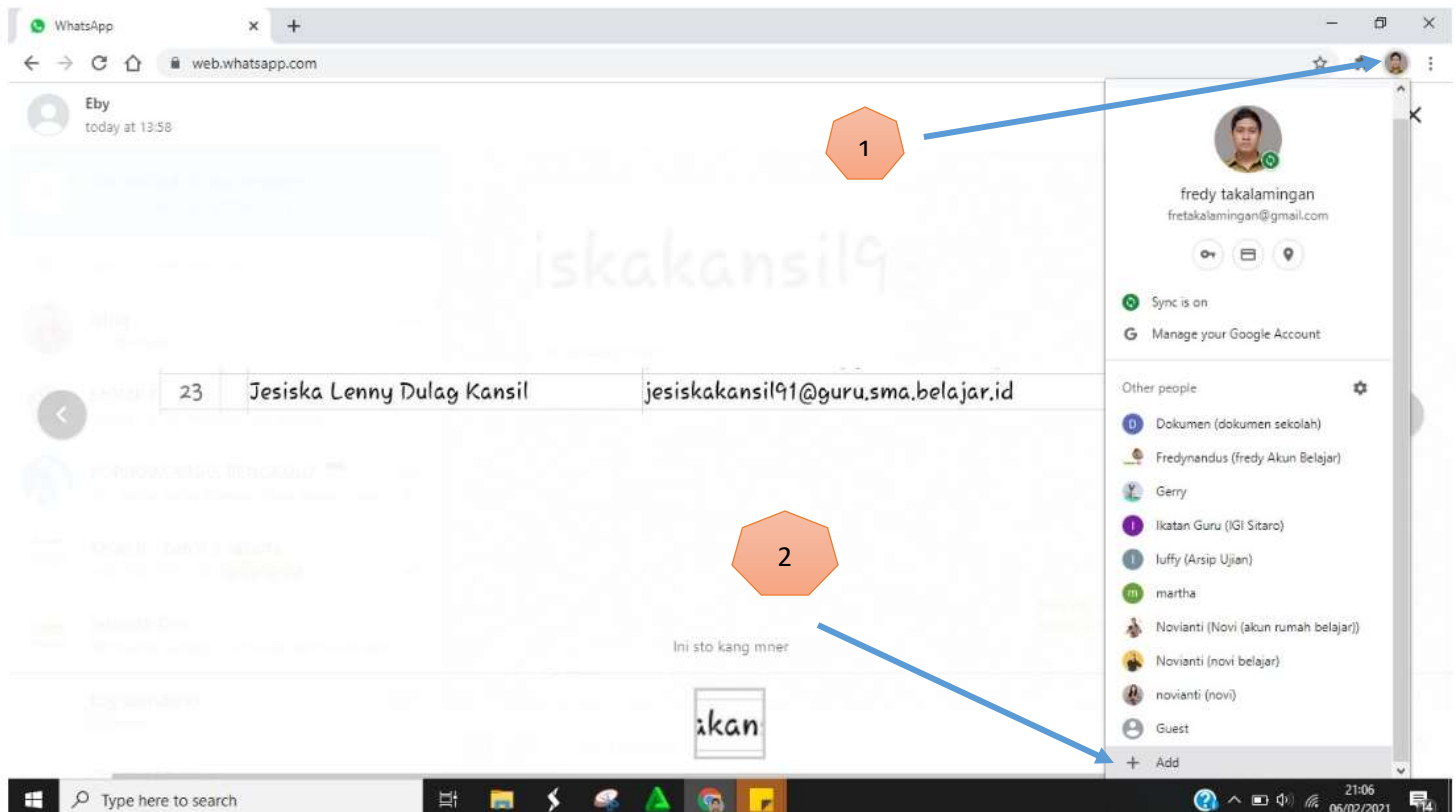 WhatsApp
web.whatsapp.com
Eby
today at 13:58
1
fredy takalamingan
fretakalamingan@gmail.com
iskakansil9
Sync is on
G Manage your Google Account
23 Jesiska Lenny Dulag Kansil jesiskakansil91@guru.sma.belajar.id
Other people
D Dokumen (dokumen sekolah)
Fredynandus (fredy Akun Belajar)
Gerry
I Ikatan Guru (IGI Sitaro)
l luffy (Arsip Ujian)
m martha
2
Novianti (Novi (akun rumah belajar))
Ini sto kang mner
Novianti (novi belajar)
novianti (novi)
akan
Guest
+ Add
Type here to search
21:06
06/02/2021
14